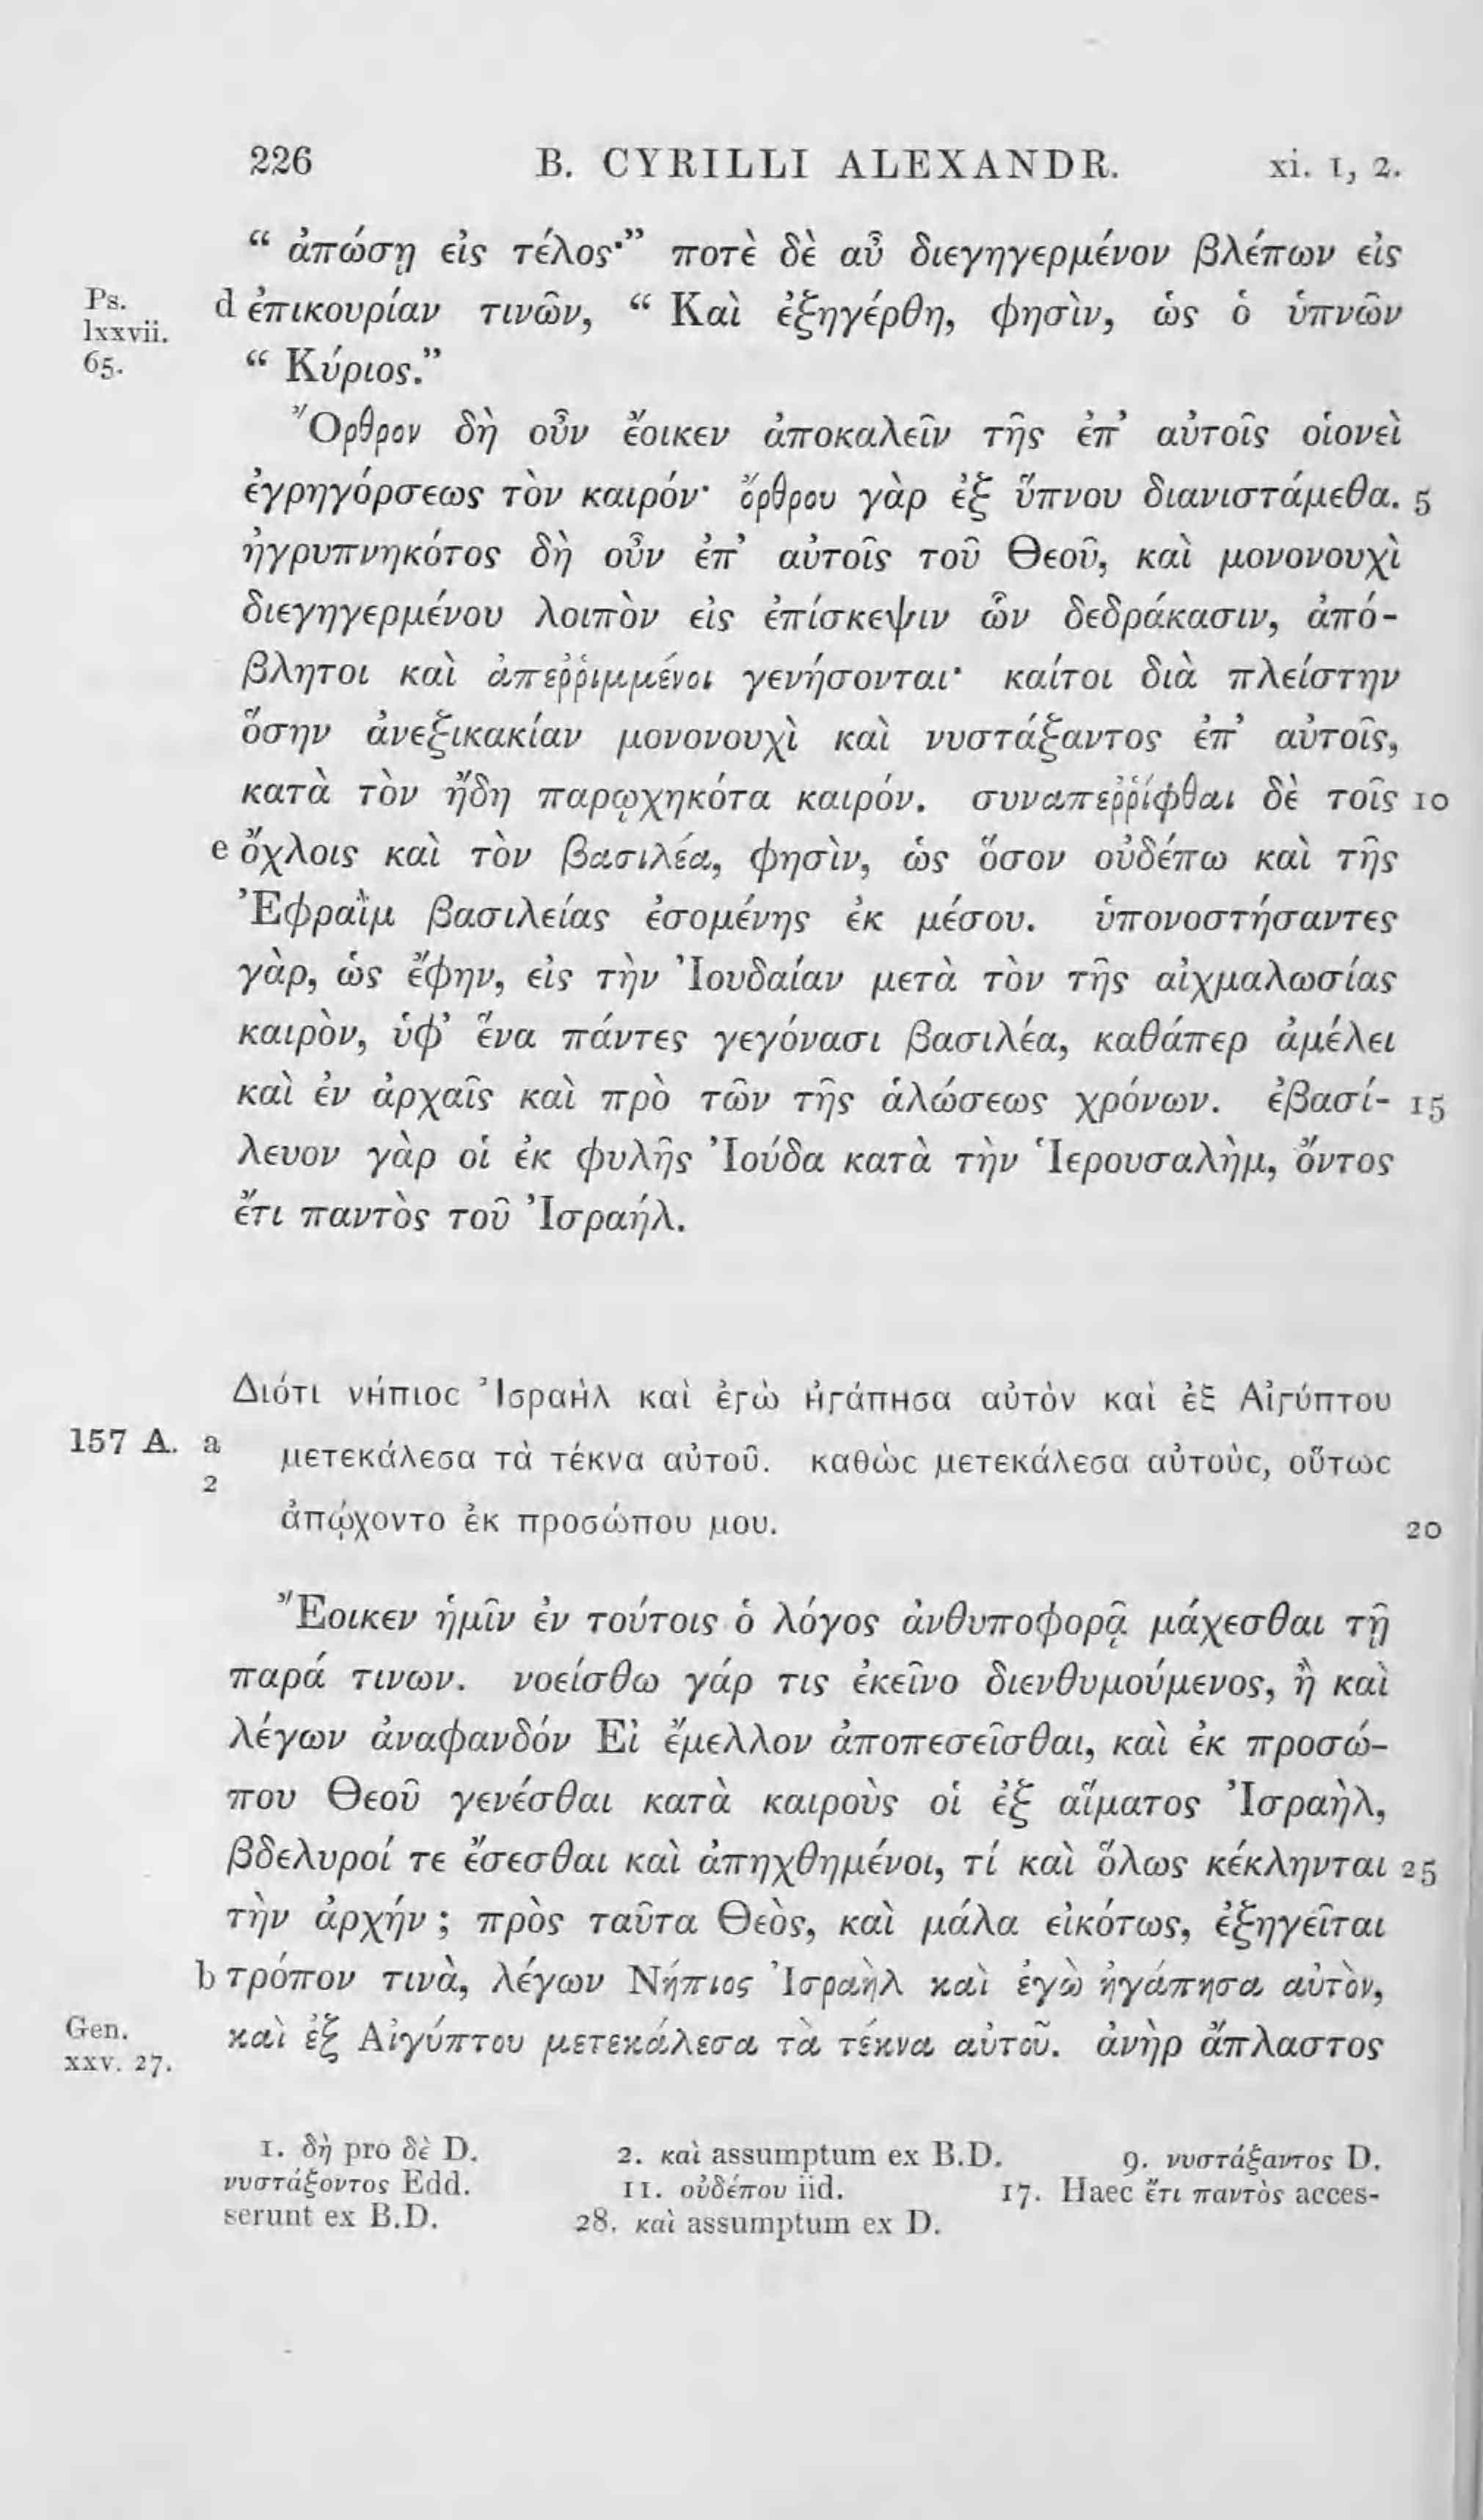 226 B. CYRILLI ALEXANDR. xi. 1, 2.
“ ἀπώσῃ εἰς τέλος·” ποτὲ δὲ αὖ διεγηγερμένον βλέπων εἰς
Ps. lxxvii. 65.
d ἐπικουρίαν τινῶν, “ Καὶ ἐξηγέρθη, φησὶν, ὡς ὁ ὑπνῶν
“ Κύριος.”
Ὄρθρον δὴ οὖν ἔοικεν ἀποκαλεῖν τῆς ἐπ’ αὐτοῖς οἱονεὶ
ἐγρηγόρσεως τὸν καιρόν· ὄρθρου γὰρ ἐξ ὕπνου διανιστάμεθα. 5
ἠγρυπνηκότος δὴ οὖν ἐπ’ αὐτοῖς τοῦ Θεοῦ, καὶ μονονουχὶ
διεγηγερμένου λοιπὸν εἰς ἐπίσκεψιν ὧν δεδράκασιν, ἀπό-
βλητοι καὶ ἀπεῤῥιμμένοι γενήσονται· καίτοι διὰ πλείστην
ὅσην ἀνεξικακίαν μονονουχὶ καὶ νυστάξαντος ἐπ’ αὐτοῖς,
κατὰ τὸν ἤδη παρῳχηκότα καιρόν. συναπεῤῥίφθαι δὲ τοῖς 10
e ὄχλοις καὶ τὸν βασιλέα, φησὶν, ὡς ὅσον οὐδέπω καὶ τῆς
Ἐφραῒμ βασιλείας ἐσομένης ἐκ μέσου. ὑπονοστήσαντες
γὰρ, ὡς ἔφην, εἰς τὴν Ἰουδαίαν μετὰ τὸν τῆς αἰχμαλωσίας
καιρὸν, ὑφ’ ἕνα πάντες γεγόνασι βασιλέα, καθάπερ ἀμέλει
καὶ ἐν ἀρχαῖς καὶ πρὸ τῶν τῆς ἁλώσεως χρόνων. ἐβασί- 15
λευον γὰρ οἱ ἐκ φυλῆς Ἰούδα κατὰ τὴν Ἱερουσαλὴμ, ὄντος
ἔτι παντὸς τοῦ Ἰσραήλ.
Διότι νήπιος Ἰσραὴλ καὶ ἐγὼ ἠγάπησα αὐτὸν καὶ ἐξ Αἰγύπτου
157 A. a 2 μετεκάλεσα τὰ τέκνα αὐτοῦ. καθὼς μετεκάλεσα αὐτοὺς, οὕτως
ἀπῴχοντο ἐκ προσώπου μου. 20
Ἔοικεν ἡμῖν ἐν τούτοις ὁ λόγος ἀνθυποφορᾷ μάχεσθαι τῇ
παρά τινων. νοείσθω γάρ τις ἐκεῖνο διενθυμούμενος, ἢ καὶ
λέγων ἀναφανδόν Εἰ ἔμελλον ἀποπεσεῖσθαι, καὶ ἐκ προσώ-
που Θεοῦ γενέσθαι κατὰ καιροὺς οἱ ἐξ αἵματος Ἰσραὴλ,
βδελυροί τε ἔσεσθαι καὶ ἀπηχθημένοι, τί καὶ ὅλως κέκληνται 25
τὴν ἀρχήν ; πρὸς ταῦτα Θεὸς, καὶ μάλα εἰκότως, ἐξηγεῖται
b τρόπον τινὰ, λέγων Νήπιος Ἰσραὴλ καὶ ἐγὼ ἠγάπησα αὐτὸν,
Gen. xxv. 27.
καὶ ἐξ Αἰγύπτου μετεκάλεσα τὰ τέκνα αὐτοῦ. ἀνὴρ ἄπλαστος
1. δὴ pro δὲ D. 2. καὶ assumptum ex B.D. 9. νυστάξαντος D.
νυστάξοντος Edd. 11. οὐδέπου iid. 17. Haec ἔτι παντὸς acces-
serunt ex B.D. 28. καὶ assumptum ex D.